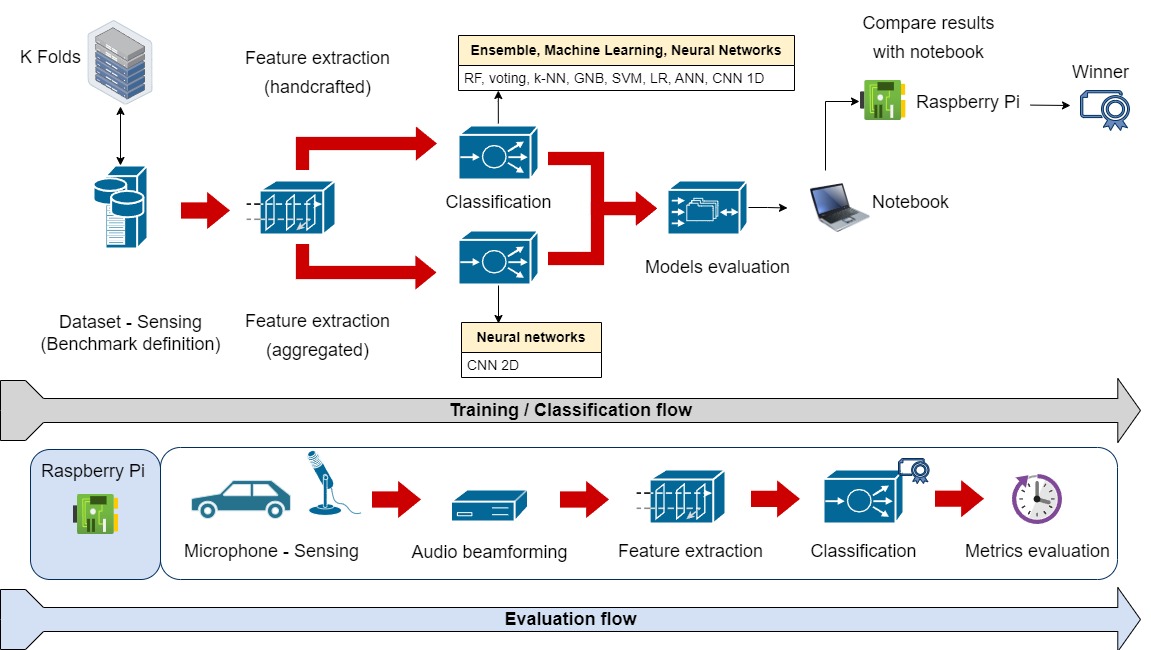 K Folds
Feature extraction
(handcrafted)
Ensemble, Machine Learning, Neural Networks
RF, voting, k-NN, GNB, SVM, LR, ANN, CNN 1D
Compare results
with notebook
Raspberry Pi
Winner
Classification
Notebook
Models evaluation
Dataset - Sensing
(Benchmark definition)
Feature extraction
(aggregated)
Neural networks
CNN 2D
Training / Classification flow
Raspberry Pi
Microphone - Sensing
Audio beamforming
Feature extraction
Classification
Metrics evaluation
Evaluation flow